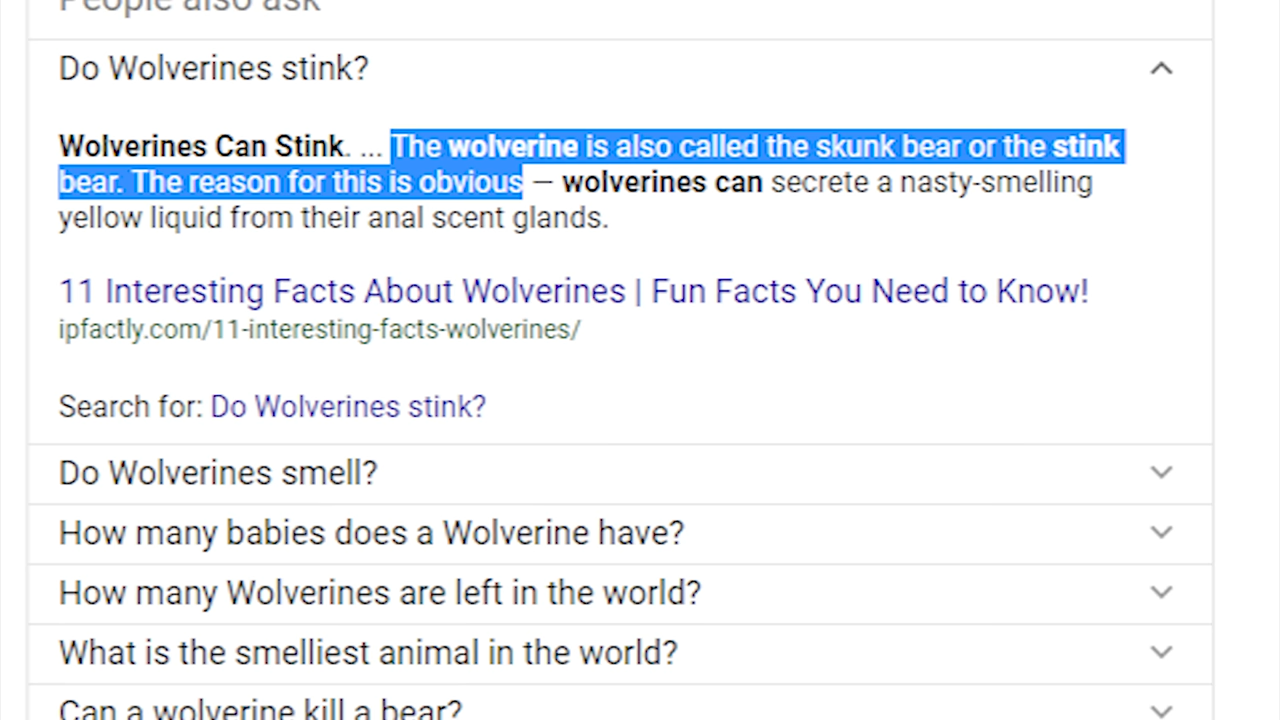 People also ask
Do Wolverines stink?
Wolverines Can Stink. ... The wolverine is also called the skunk bear or the stink
bear. The reason for this is obvious — wolverines can secrete a nasty-smelling
yellow liquid from their anal scent glands.
11 Interesting Facts About Wolverines | Fun Facts You Need to Know!
ipfactly.com/11-interesting-facts-wolverines/
Search for: Do Wolverines stink?
Do Wolverines smell?
How many babies does a Wolverine have?
How many Wolverines are left in the world?
What is the smelliest animal in the world?
Can a wolverine kill a bear?